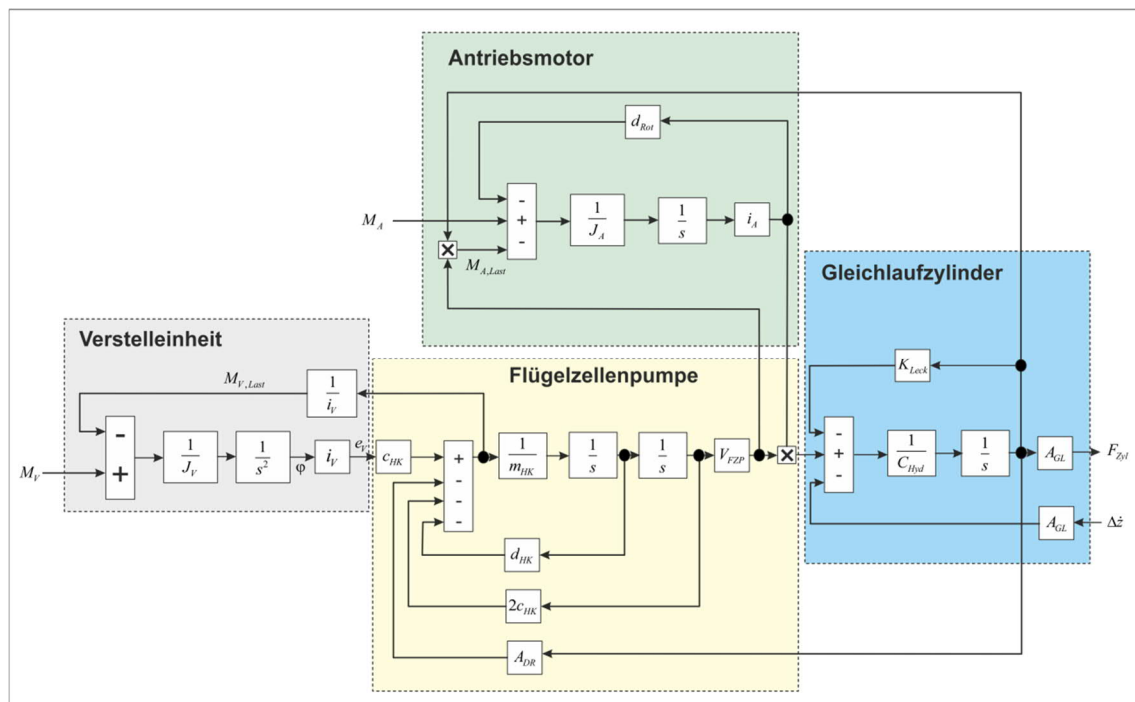 Antriebsmotor
d_Rot
-
+
-
M_A
1/J_A
1/s
i_A
×
M_A,Last
Gleichlaufzylinder
K_Leck
-
+
-
1/C_Hyd
1/s
A_GL
F_Zyl
A_GL
Δż
Verstelleinheit
M_V,Last
1/i_V
-
+
M_V
1/J_V
1/s²
φ
i_V
e_V
Flügelzellenpumpe
c_HK
+
-
-
-
1/m_HK
1/s
1/s
V_FZP
×
d_HK
2c_HK
A_DR